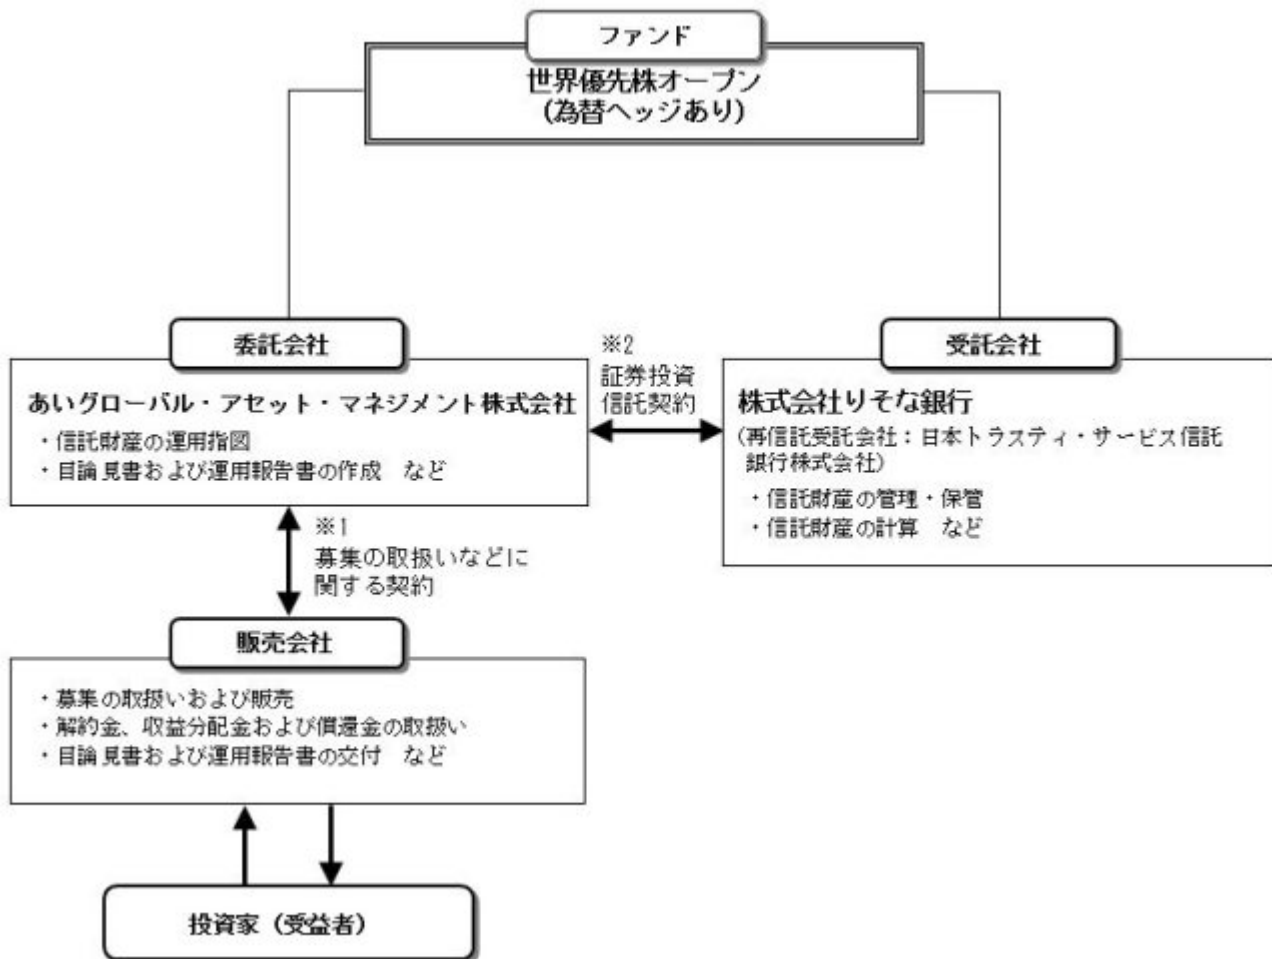 ファンド
世界優先株オープン
(為替ヘッジあり)
委託会社
あいグローバル・アセット・マネジメント株式会社
・信託財産の運用指図
・目論見書および運用報告書の作成　など
※2
証券投資
信託契約
受託会社
株式会社りそな銀行
(再信託受託会社：日本トラスティ・サービス信託
銀行株式会社)
・信託財産の管理・保管
・信託財産の計算　など
※1
募集の取扱いなどに
関する契約
販売会社
・募集の取扱いおよび販売
・解約金、収益分配金および償還金の取扱い
・目論見書および運用報告書の交付　など
投資家（受益者）